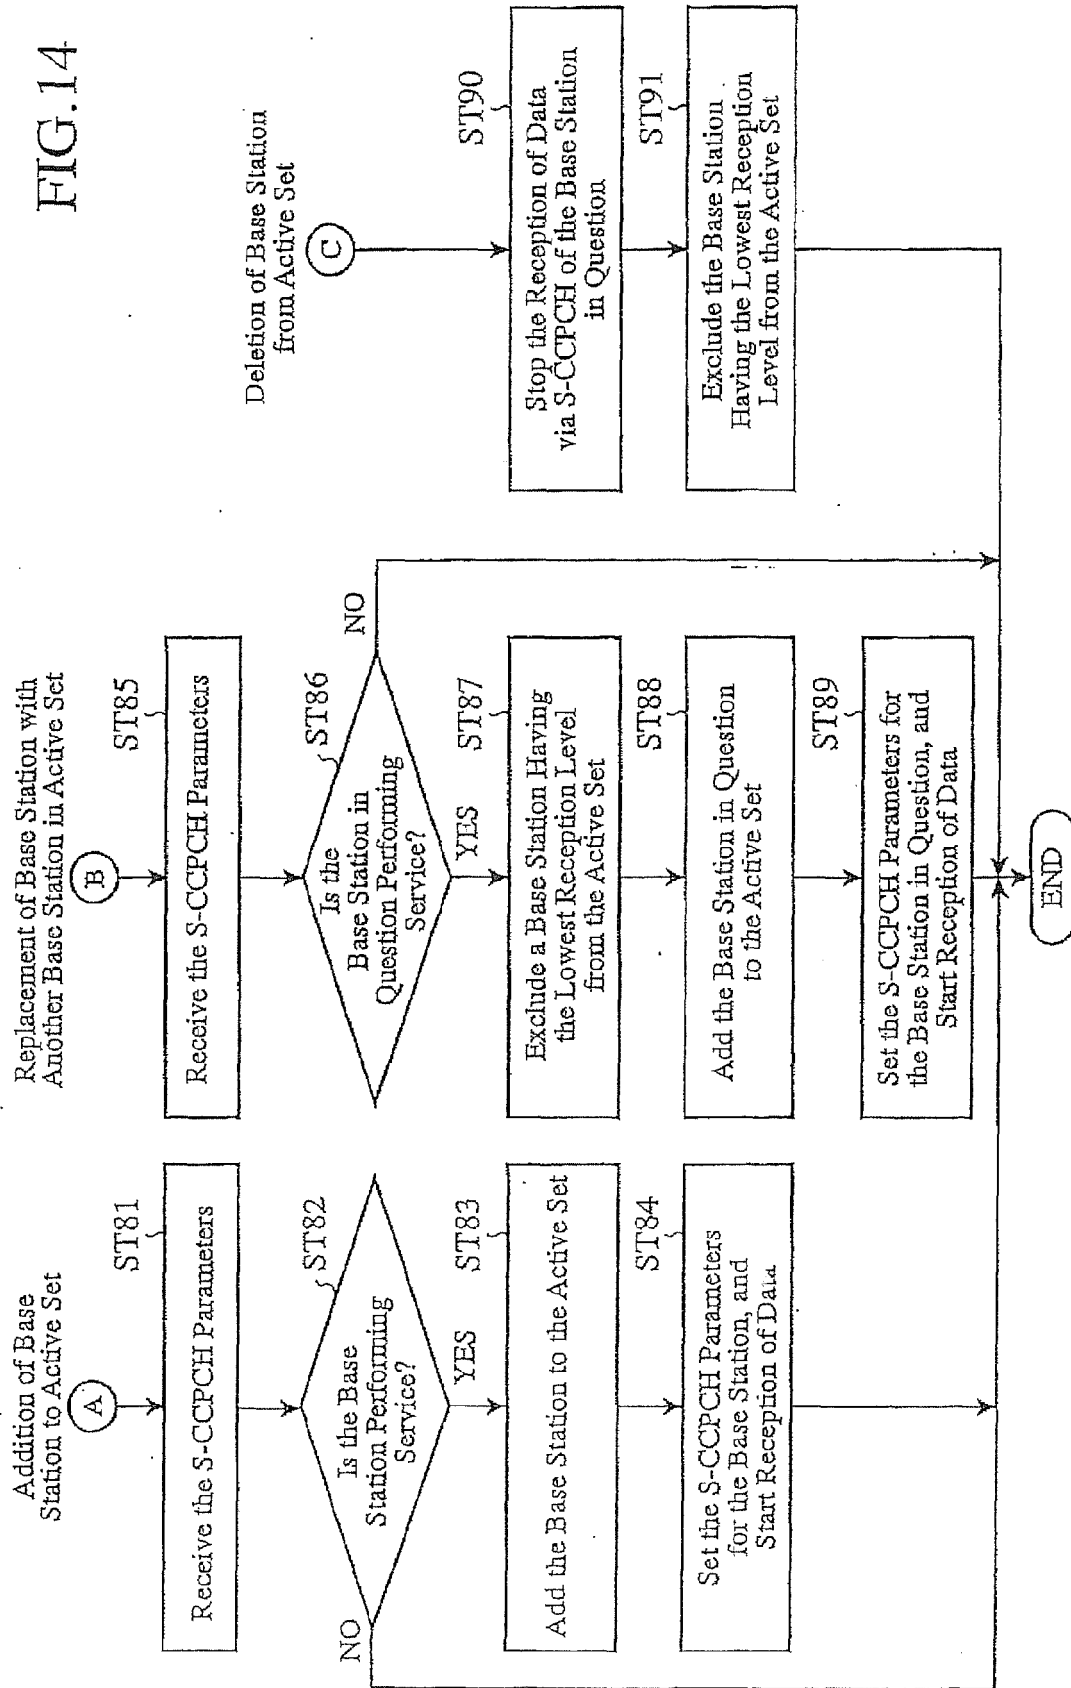 FIG.14
Addition of Base
Station to Active Set
A
ST81
Receive the S-CCPCH Parameters
ST82
Is the Base
Station Performing
Service?
NO
YES
ST83
Add the Base Station to the Active Set
ST84
Set the S-CCPCH Parameters
for the Base Station, and
Start Reception of Data
Replacement of Base Station with
Another Base Station in Active Set
B
ST85
Receive the S-CCPCH Parameters
ST86
Is the
Base Station in
Question Performing
Service?
NO
YES
ST87
Exclude a Base Station Having
the Lowest Reception Level
from the Active Set
ST88
Add the Base Station in Question
to the Active Set
ST89
Set the S-CCPCH Parameters for
the Base Station in Question, and
Start Reception of Data
END
Deletion of Base Station
from Active Set
C
ST90
Stop the Reception of Data
via S-CCPCH of the Base Station
in Question
ST91
Exclude the Base Station
Having the Lowest Reception
Level from the Active Set